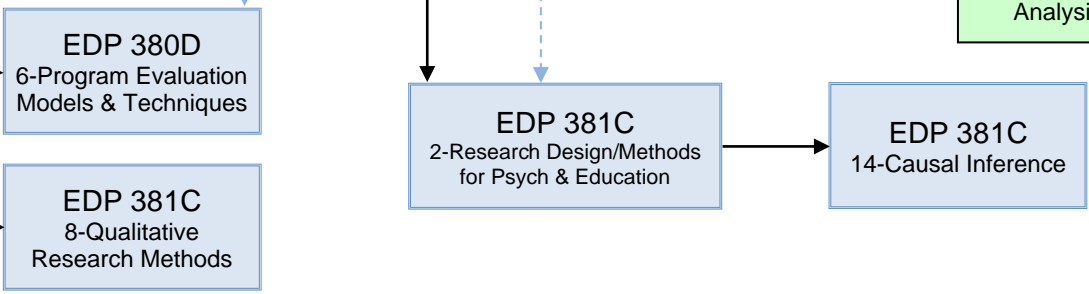 Analysi
EDP 380D
6-Program Evaluation
Models & Techniques
EDP 381C
2-Research Design/Methods
for Psych & Education
EDP 381C
14-Causal Inference
EDP 381C
8-Qualitative
Research Methods